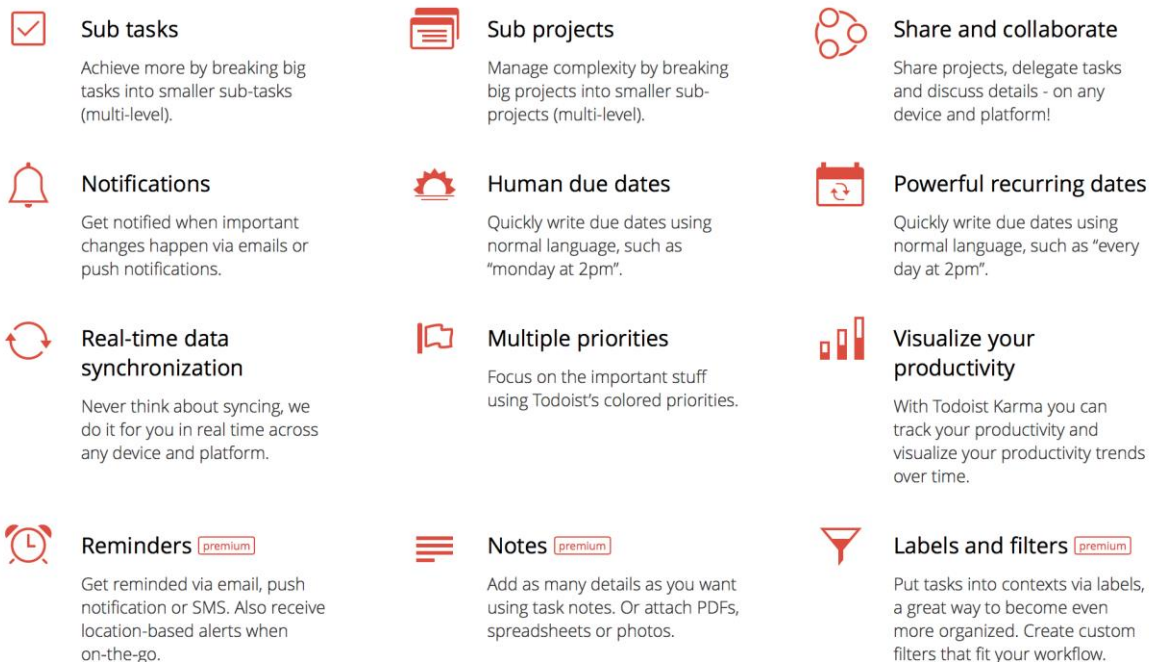 Sub tasks
Achieve more by breaking big
tasks into smaller sub-tasks
(multi-level).
Sub projects
Manage complexity by breaking
big projects into smaller sub-
projects (multi-level).
Share and collaborate
Share projects, delegate tasks
and discuss details - on any
device and platform!
Notifications
Get notified when important
changes happen via emails or
push notifications.
Human due dates
Quickly write due dates using
normal language, such as
“monday at 2pm”.
Powerful recurring dates
Quickly write due dates using
normal language, such as “every
day at 2pm”.
Real-time data
synchronization
Never think about syncing, we
do it for you in real time across
any device and platform.
Multiple priorities
Focus on the important stuff
using Todoist’s colored priorities.
Visualize your
productivity
With Todoist Karma you can
track your productivity and
visualize your productivity trends
over time.
Reminders premium
Get reminded via email, push
notification or SMS. Also receive
location-based alerts when
on-the-go.
Notes premium
Add as many details as you want
using task notes. Or attach PDFs,
spreadsheets or photos.
Labels and filters premium
Put tasks into contexts via labels,
a great way to become even
more organized. Create custom
filters that fit your workflow.